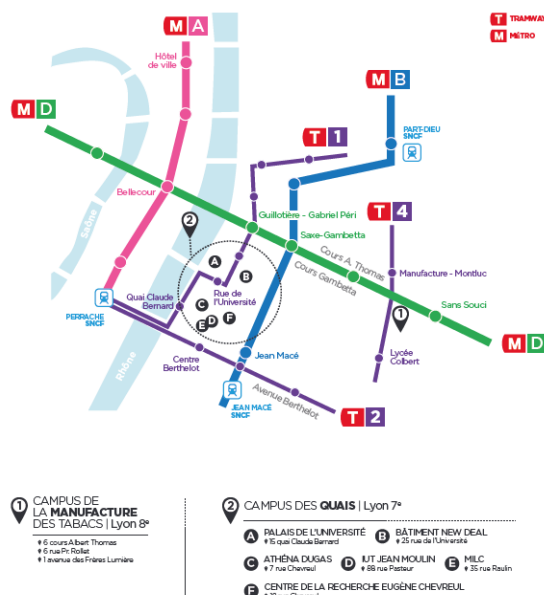 T TRAMWAY
M MÉTRO
M A
Hôtel
de ville
M B
M D
PART-DIEU
SNCF
T 1
Bellecour
T 4
Guillotière - Gabriel Péri
Saxe-Gambetta
2
Saône
A
B
Cours A. Thomas
Cours Gambetta
Manufacture - Montluc
Rue de
l'Université
Quai Claude
Bernard
C
D
E
F
PERRACHE
SNCF
Sans Souci
1
M D
Rhône
Jean Macé
Centre
Berthelot
Lycée
Colbert
Avenue Berthelot
JEAN MACÉ
SNCF
T 2
1 CAMPUS DE
LA MANUFACTURE
DES TABACS | Lyon 8e
6 cours Albert Thomas
6 rue Pr. Rollet
1 avenue des Frères Lumière
2 CAMPUS DES QUAIS | Lyon 7e
A PALAIS DE L'UNIVERSITÉ
15 quai Claude Bernard
B BÂTIMENT NEW DEAL
25 rue de l'Université
C ATHÉNA DUGAS
7 rue Chevreul
D IUT JEAN MOULIN
88 rue Pasteur
E MILC
35 rue Raulin
F CENTRE DE LA RECHERCHE EUGÈNE CHEVREUL